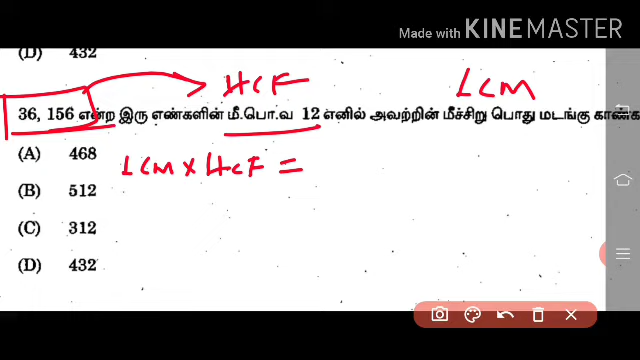 Made with KINEMASTER
(D) 432
HCF LCM
36, 156 என்ற இரு எண்களின் மீ.பொ.வ 12 எனில் அவற்றின் மீச்சிறு பொது மடங்கு காண்க
(A) 468
LCM x HCF =
(B) 512
(C) 312
(D) 432